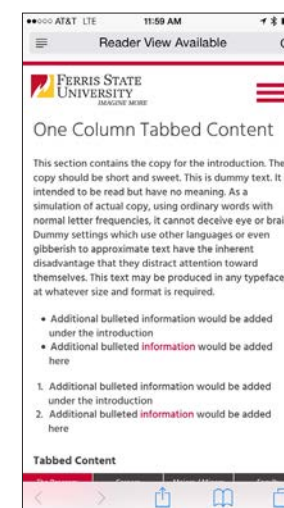 AT&T LTE 11:59 AM
Reader View Available
FERRIS STATE
UNIVERSITY
IMAGINE MORE
One Column Tabbed Content
This section contains the copy for the introduction. The
copy should be short and sweet. This is dummy text. It
intended to be read but have no meaning. As a
simulation of actual copy, using ordinary words with
normal letter frequencies, it cannot deceive eye or brai
Dummy settings which use other languages or even
gibberish to approximate text have the inherent
disadvantage that they distract attention toward
themselves. This text may be produced in any typeface
at whatever size and format is required.
• Additional bulleted information would be added
under the introduction
• Additional bulleted information would be added
here
1. Additional bulleted information would be added
under the introduction
2. Additional bulleted information would be added
here
Tabbed Content